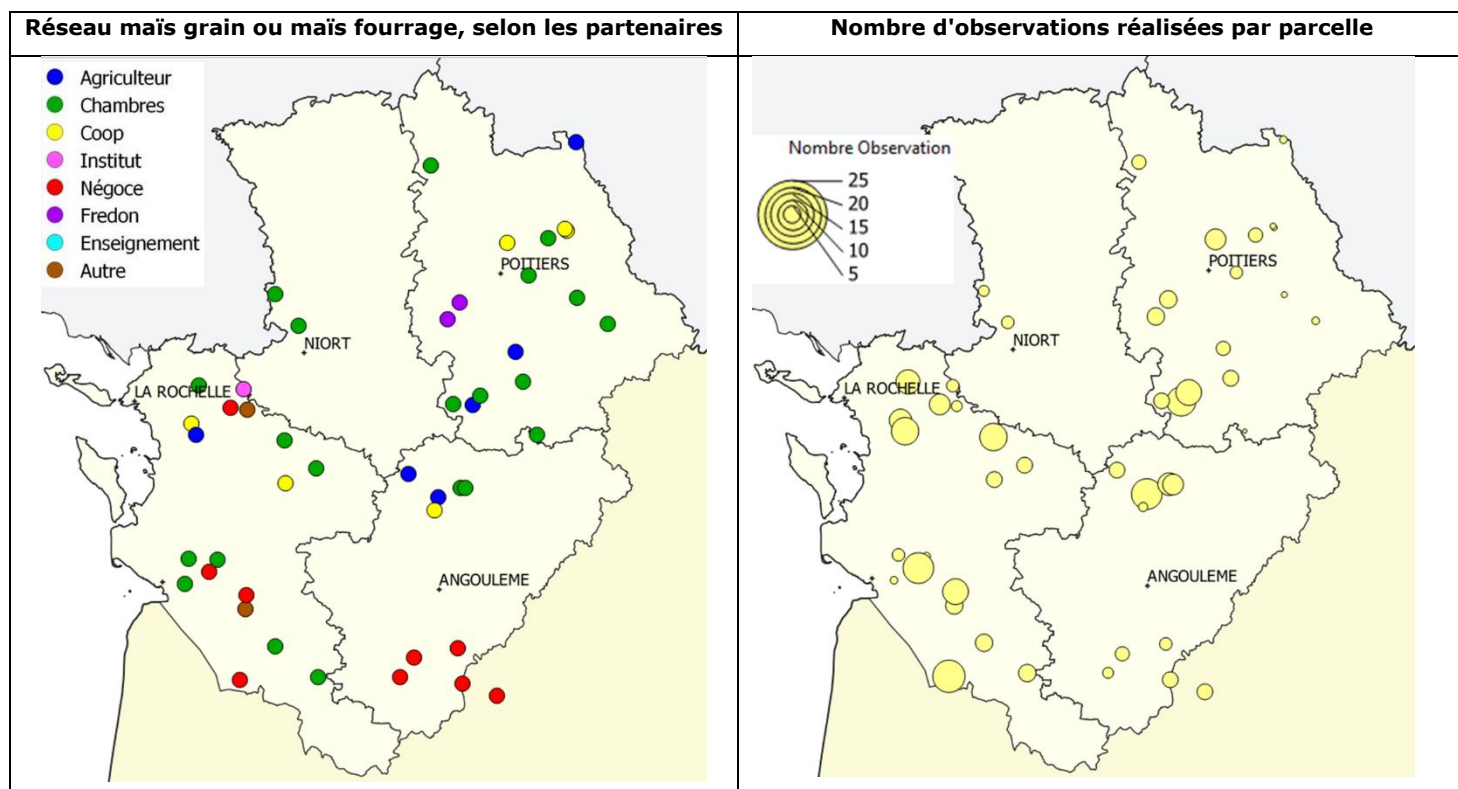 Réseau maïs grain ou maïs fourrage, selon les partenaires
Agriculteur
Chambres
Coop
Institut
Négoce
Fredon
Enseignement
Autre
POITIERS
NIORT
LA ROCHELLE
ANGOULEME
Nombre d'observations réalisées par parcelle
Nombre Observation
25
20
15
10
5
POITIERS
NIORT
LA ROCHELLE
ANGOULEME